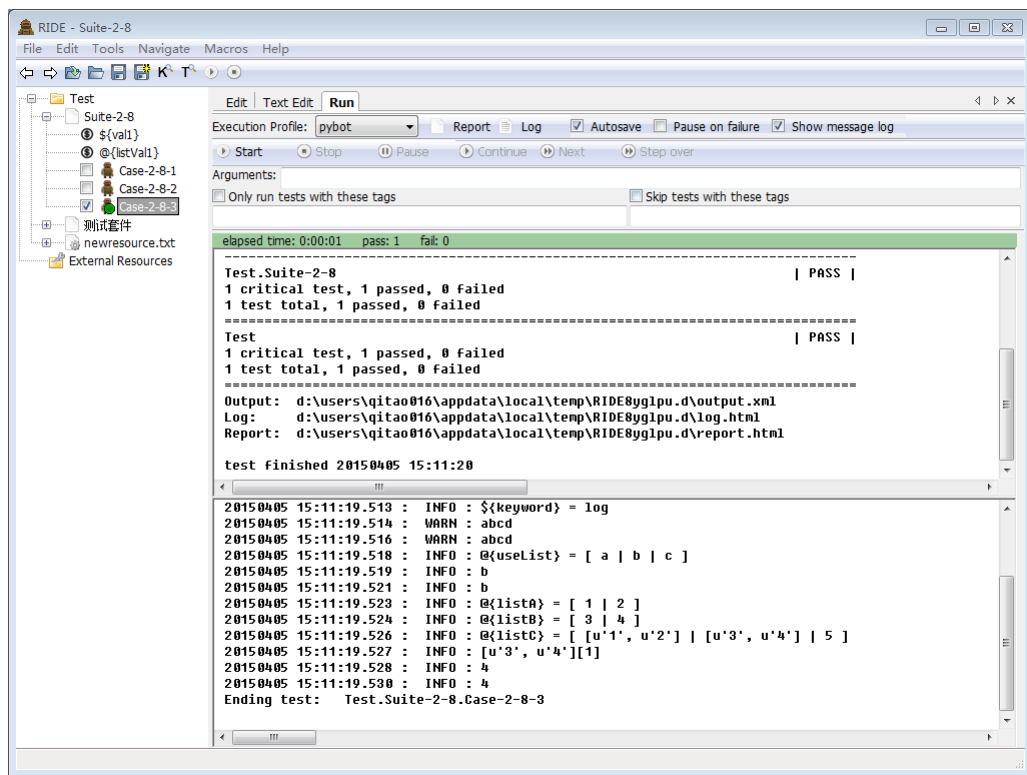 RIDE - Suite-2-8
File Edit Tools Navigate Macros Help
Test
Suite-2-8
${val1}
@{listVal1}
Case-2-8-1
Case-2-8-2
Case-2-8-3
测试套件
newresource.txt
External Resources
Edit Text Edit Run
Execution Profile: pybot Report Log Autosave Pause on failure Show message log
Start Stop Pause Continue Next Step over
Arguments:
Only run tests with these tags Skip tests with these tags
elapsed time: 0:00:01 pass: 1 fail: 0
------------------------------------------------------------------------------
Test.Suite-2-8 | PASS |
1 critical test, 1 passed, 0 failed
1 test total, 1 passed, 0 failed
==============================================================================
Test | PASS |
1 critical test, 1 passed, 0 failed
1 test total, 1 passed, 0 failed
==============================================================================
Output: d:\users\qitao016\appdata\local\temp\RIDE8yglpu.d\output.xml
Log: d:\users\qitao016\appdata\local\temp\RIDE8yglpu.d\log.html
Report: d:\users\qitao016\appdata\local\temp\RIDE8yglpu.d\report.html
test finished 20150405 15:11:20
20150405 15:11:19.513 : INFO : ${keyword} = log
20150405 15:11:19.514 : WARN : abcd
20150405 15:11:19.516 : WARN : abcd
20150405 15:11:19.518 : INFO : @{useList} = [ a | b | c ]
20150405 15:11:19.519 : INFO : b
20150405 15:11:19.521 : INFO : b
20150405 15:11:19.523 : INFO : @{listA} = [ 1 | 2 ]
20150405 15:11:19.524 : INFO : @{listB} = [ 3 | 4 ]
20150405 15:11:19.526 : INFO : @{listC} = [ [u'1', u'2'] | [u'3', u'4'] | 5 ]
20150405 15:11:19.527 : INFO : [u'3', u'4'][1]
20150405 15:11:19.528 : INFO : 4
20150405 15:11:19.530 : INFO : 4
Ending test: Test.Suite-2-8.Case-2-8-3